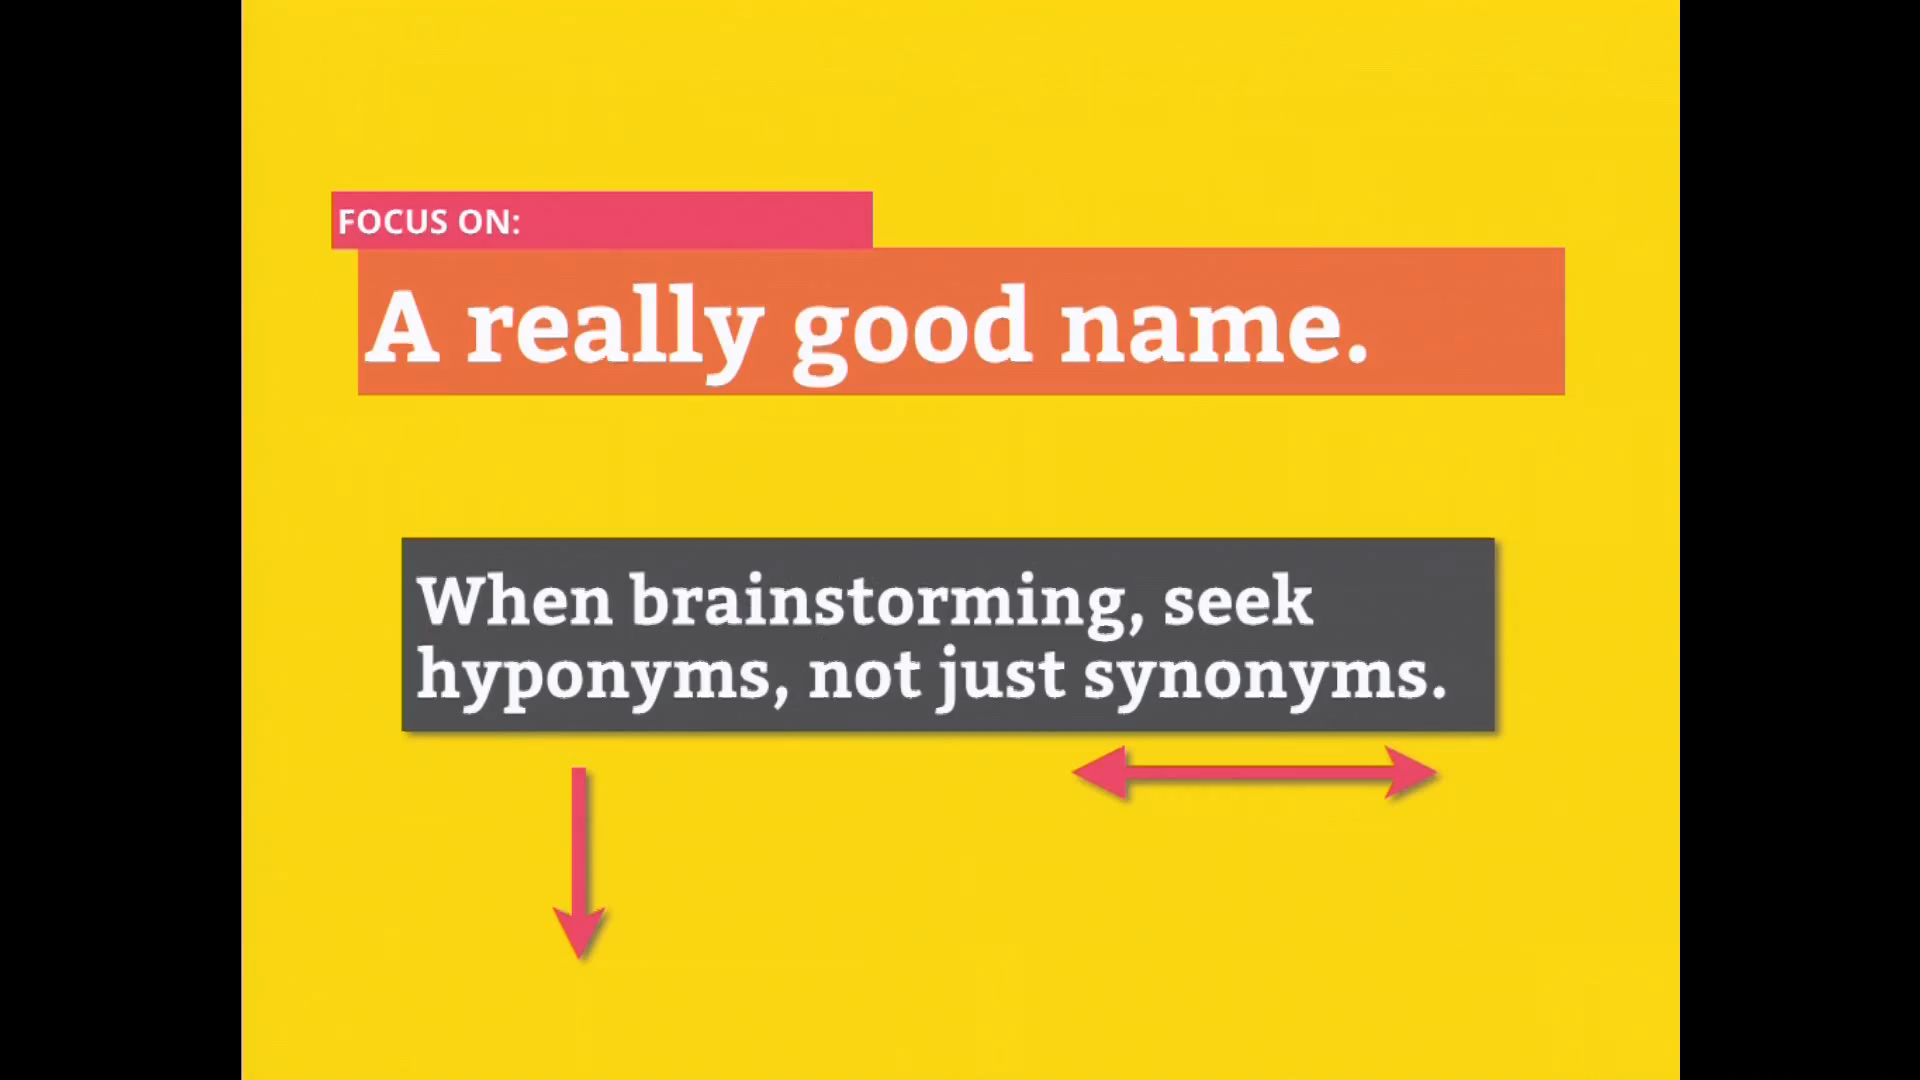 FOCUS ON:
A really good name.
When brainstorming, seek
hyponyms, not just synonyms.